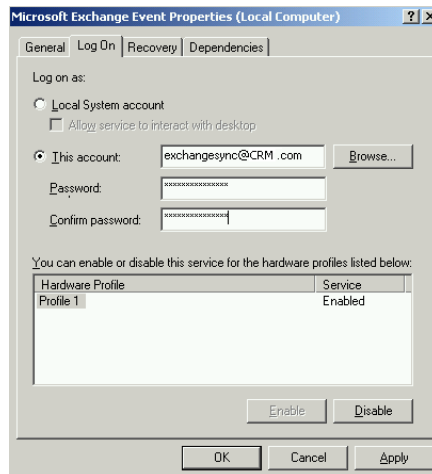 Microsoft Exchange Event Properties (Local Computer)
General Log On Recovery Dependencies
Log on as:
Local System account
Allow service to interact with desktop
This account: exchangesync@CRM .com Browse...
Password: xxxxxxxxxxxxxxx
Confirm password: xxxxxxxxxxxxxxx
You can enable or disable this service for the hardware profiles listed below:
Hardware Profile Service
Profile 1 Enabled
Enable Disable
OK Cancel Apply